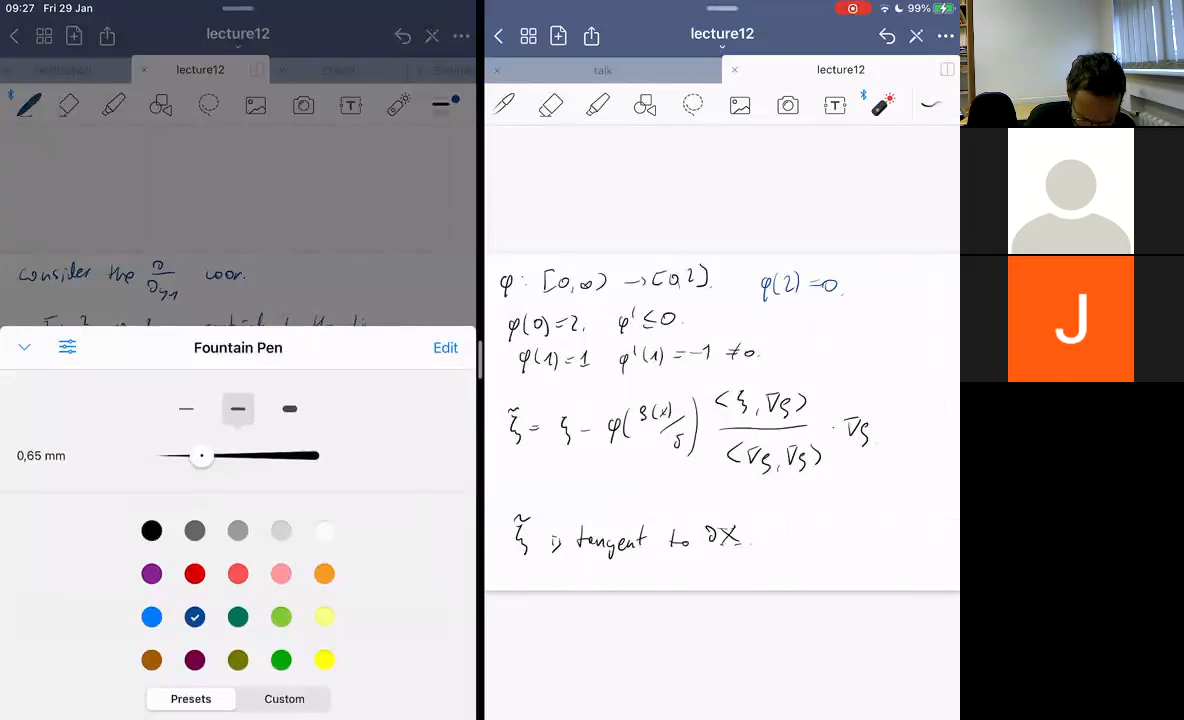 09:27 Fri 29 Jan
99%
lecture12
lecture12
lecture12
talk
lecture12
consider the ∂/∂y₁ coor.
Fountain Pen
Edit
0,65 mm
Presets
Custom
φ : [0,∞) → [0,2]. φ(2)=0.
φ(0)=2, φ' ≤ 0.
φ(1)=1 φ'(1) = -1 ≠ 0.
ξ̃ = ξ - φ(ρ(x)/δ) <ξ, ∇ρ> / <∇ρ, ∇ρ> · ∇ρ
ξ̃ is tangent to ∂X.
J